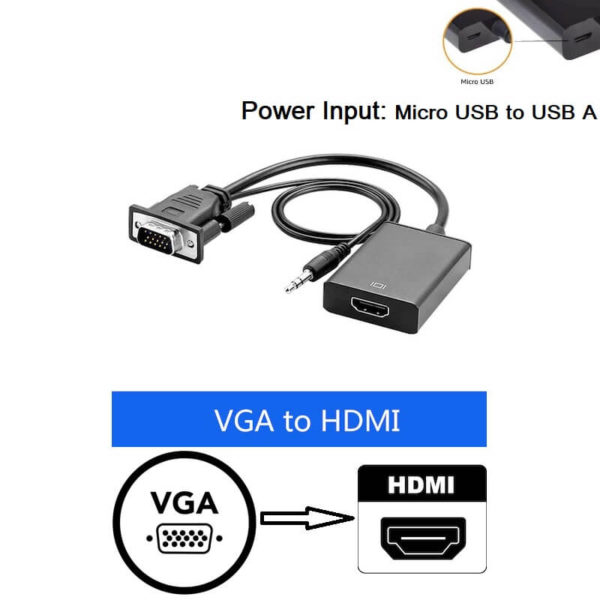 Micro USB
Power Input: Micro USB to USB A
VGA to HDMI
VGA
HDMI